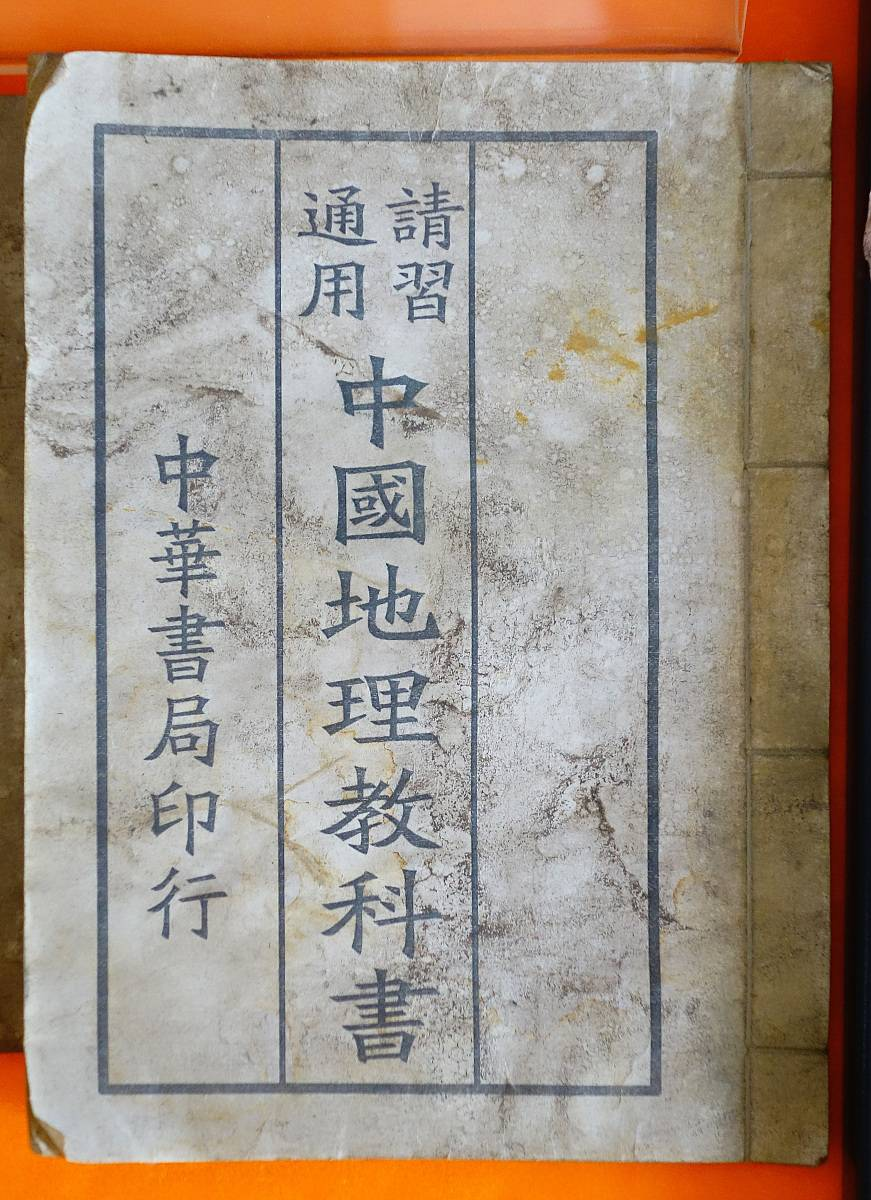 請習
通用
中國地理教科書
中華書局印行